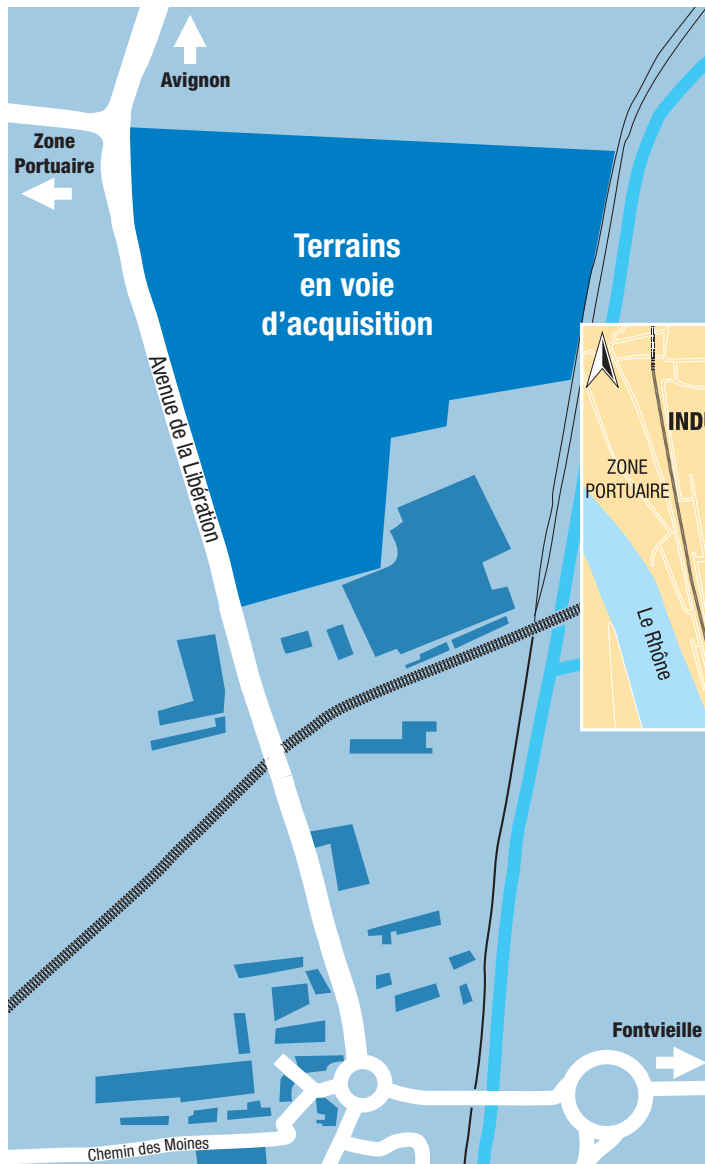 Avignon
Zone
Portuaire
Terrains
en voie
d'acquisition
Avenue de la Libération
ZONE
PORTUAIRE
Le Rhône
Fontvieille
Chemin des Moines